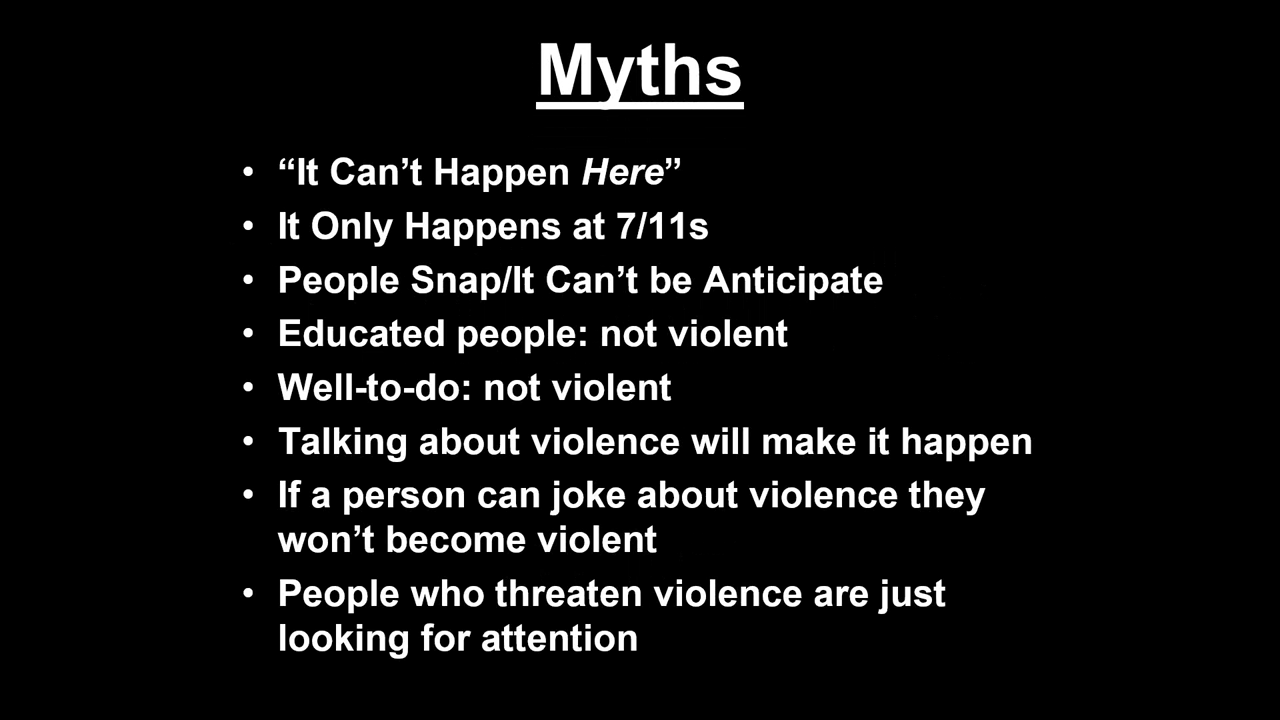 Myths
• “It Can’t Happen Here”
• It Only Happens at 7/11s
• People Snap/It Can’t be Anticipate
• Educated people: not violent
• Well-to-do: not violent
• Talking about violence will make it happen
• If a person can joke about violence they
won’t become violent
• People who threaten violence are just
looking for attention